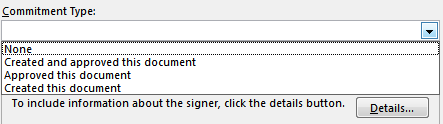 Commitment Type:
None
Created and approved this document
Approved this document
Created this document
To include information about the signer, click the details button.
Details...